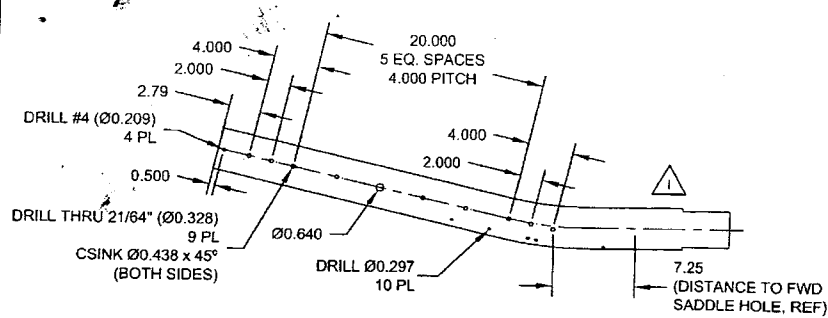 20.000
5 EQ. SPACES
4.000 PITCH
4.000
2.000
2.79
DRILL #4 (Ø0.209)
4 PL
0.500
4.000
2.000
DRILL THRU 21/64" (Ø0.328)
9 PL
CSINK Ø0.438 x 45°
(BOTH SIDES)
Ø0.640
DRILL Ø0.297
10 PL
1
7.25
(DISTANCE TO FWD
SADDLE HOLE, REF)